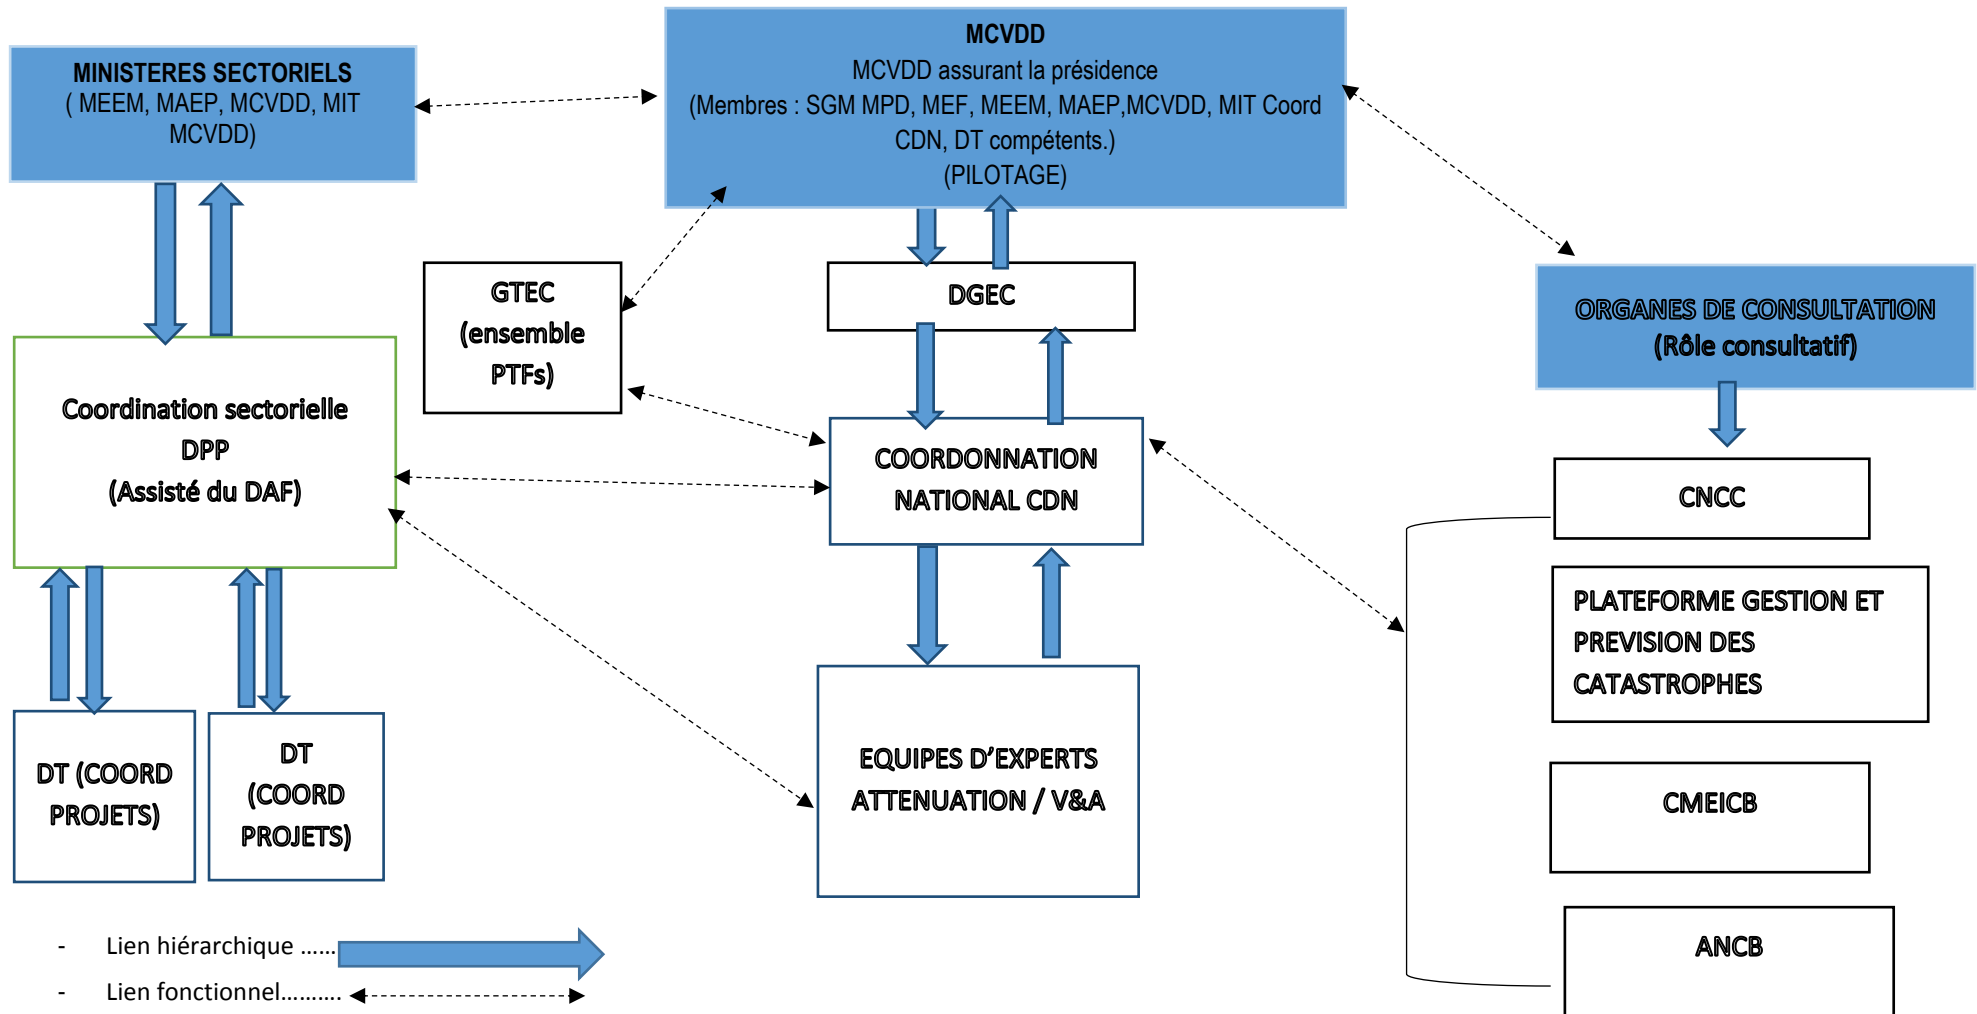 MINISTERES SECTORIELS
( MEEM, MAEP, MCVDD, MIT
MCVDD)
MCVDD
MCVDD assurant la présidence
(Membres : SGM MPD, MEF, MEEM, MAEP,MCVDD, MIT Coord
CDN, DT compétents.)
(PILOTAGE)
GTEC
(ensemble
PTFs)
DGEC
ORGANES DE CONSULTATION
(Rôle consultatif)
Coordination sectorielle
DPP
(Assisté du DAF)
COORDONNATION
NATIONAL CDN
CNCC
PLATEFORME GESTION ET
PREVISION DES
CATASTROPHES
DT (COORD
PROJETS)
DT
(COORD
PROJETS)
EQUIPES D’EXPERTS
ATTENUATION / V&A
CMEICB
ANCB
- Lien hiérarchique ......
- Lien fonctionnel..........